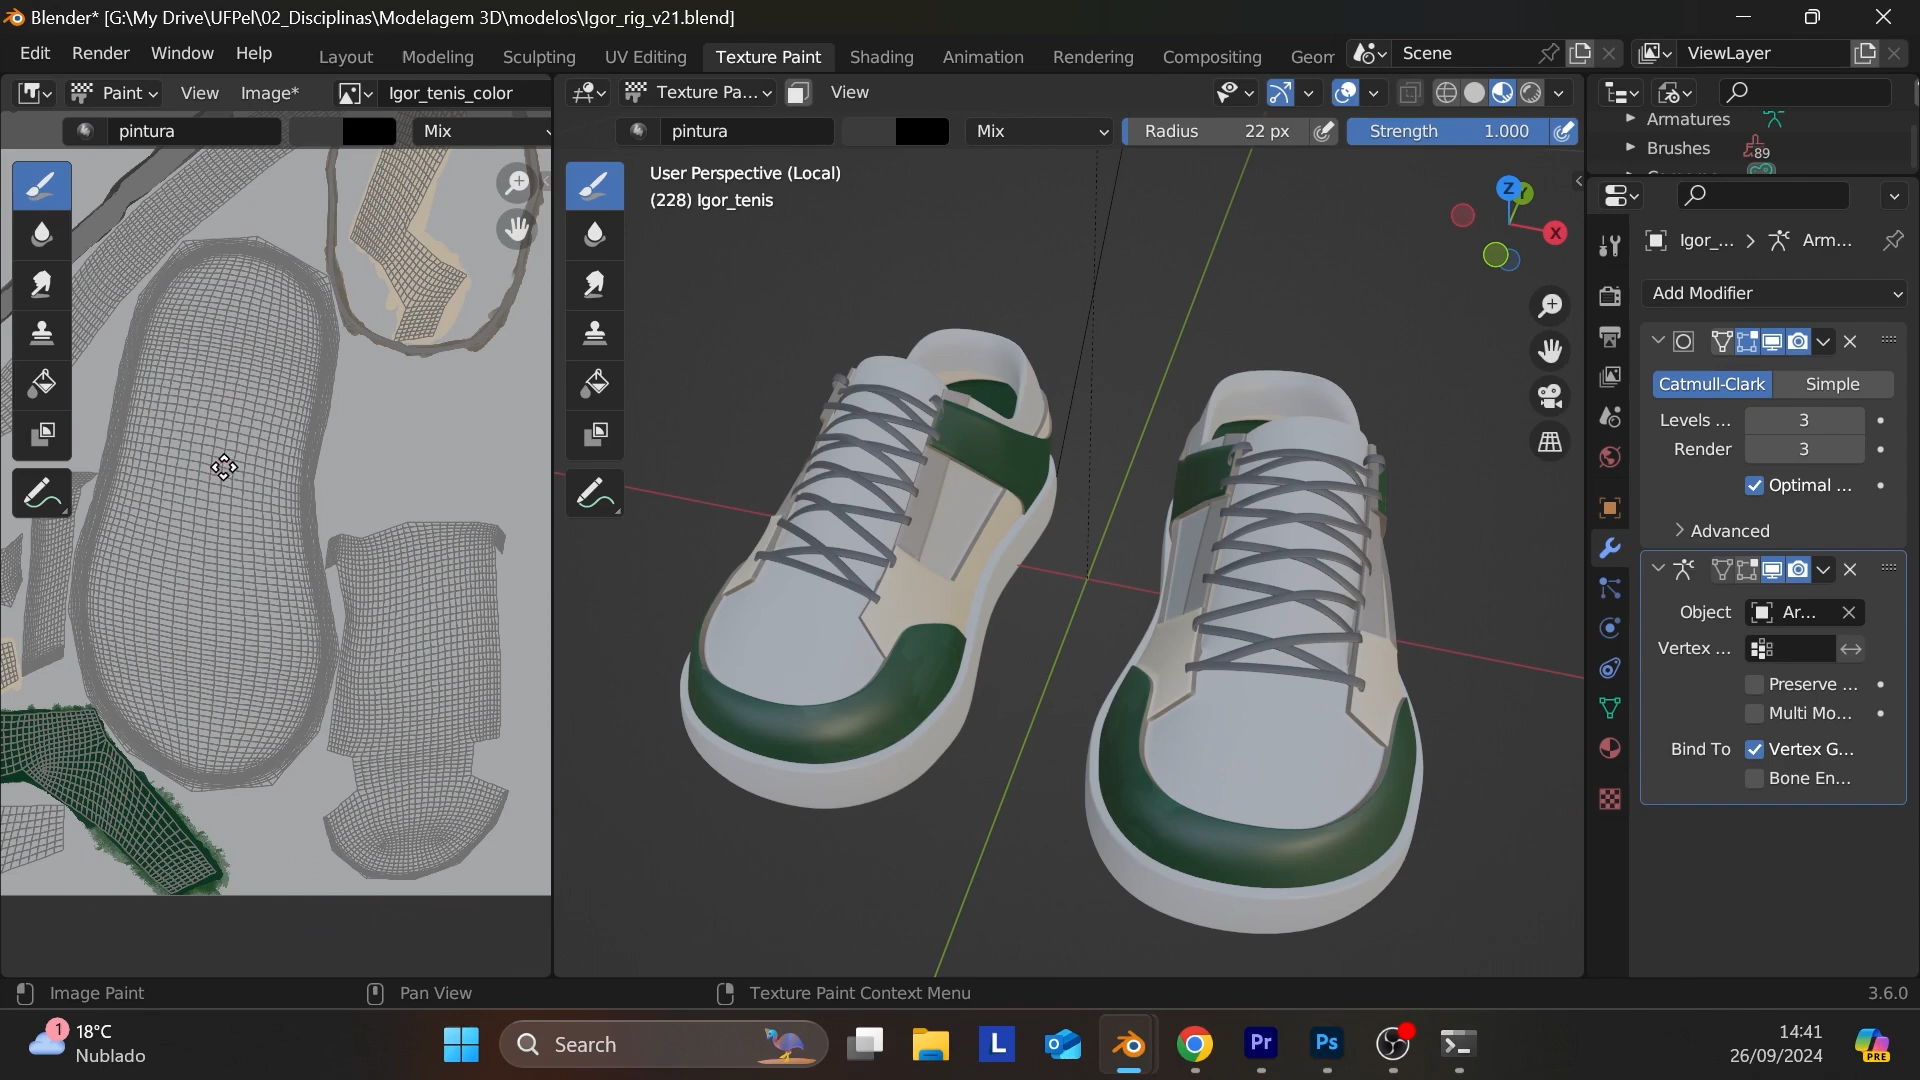 Blender* [G:\My Drive\UFPel\02_Disciplinas\Modelagem 3D\modelos\Igor_rig_v21.blend]
Edit Render Window Help Layout Modeling Sculpting UV Editing Texture Paint Shading Animation Rendering Compositing Geom Scene ViewLayer
Paint View Image* Igor_tenis_color Texture Pa... View
pintura Mix pintura Mix Radius 22 px Strength 1.000
Armatures
Brushes 89
User Perspective (Local)
(228) Igor_tenis
Z Y X
Igor_... Arm...
Add Modifier
Catmull-Clark Simple
Levels ... 3
Render 3
Optimal ...
Advanced
Object Ar...
Vertex ...
Preserve ...
Multi Mo...
Bind To Vertex G...
Bone En...
Image Paint Pan View Texture Paint Context Menu 3.6.0
1 18°C
Nublado
Search
L
Pr
Ps
14:41
26/09/2024
PRE